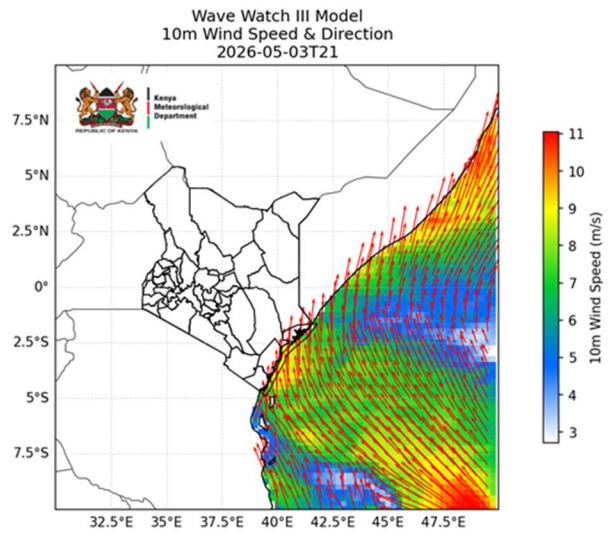 Wave Watch III Model
10m Wind Speed & Direction
2026-05-03T21
Kenya
Meteorological
Department
REPUBLIC OF KENYA
7.5°N
5°N
2.5°N
0°
2.5°S
5°S
7.5°S
32.5°E 35°E 37.5°E 40°E 42.5°E 45°E 47.5°E
11
10
9
8
7
6
5
4
3
10m Wind Speed (m/s)